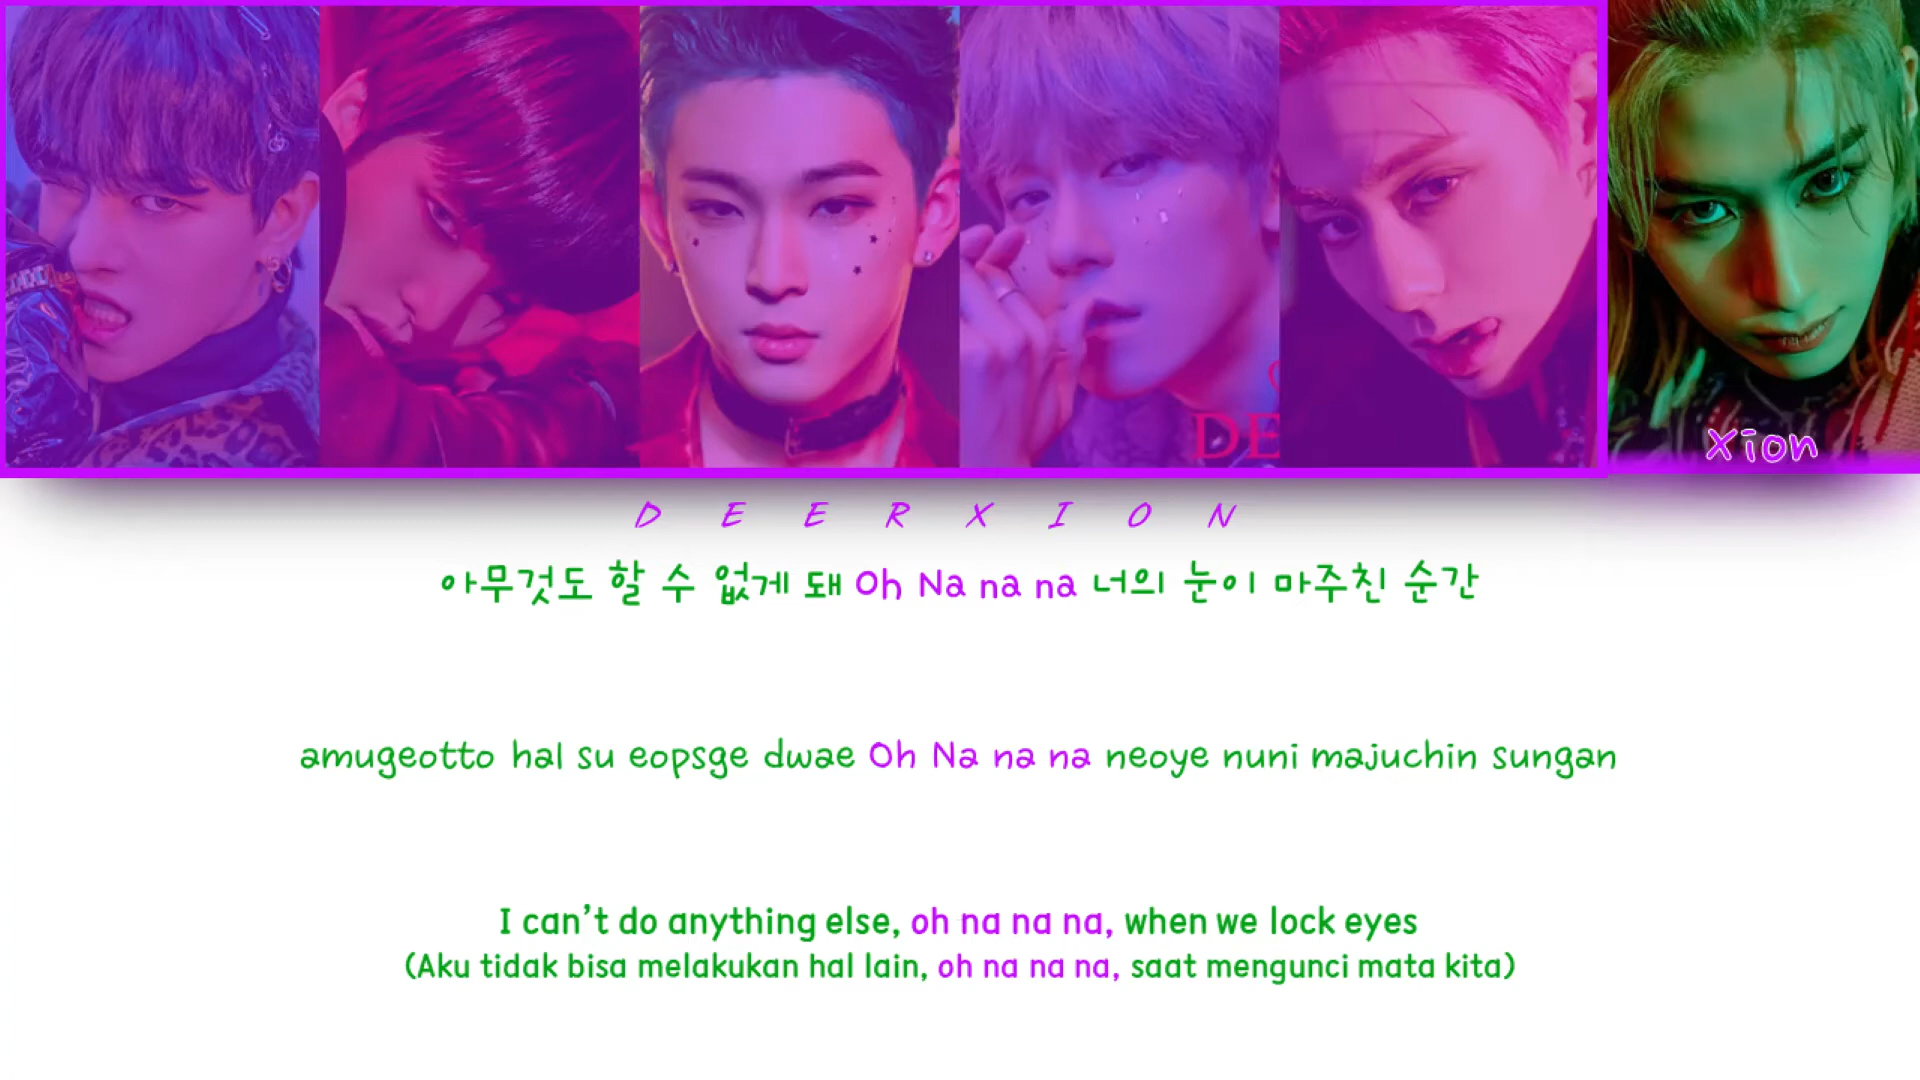 DE
Xion
DEERXION
아무것도 할 수 없게 돼 Oh Na na na 너의 눈이 마주친 순간
amugeotto hal su eopsge dwae Oh Na na na neoye nuni majuchin sungan
I can't do anything else, oh na na na, when we lock eyes
(Aku tidak bisa melakukan hal lain, oh na na na, saat mengunci mata kita)